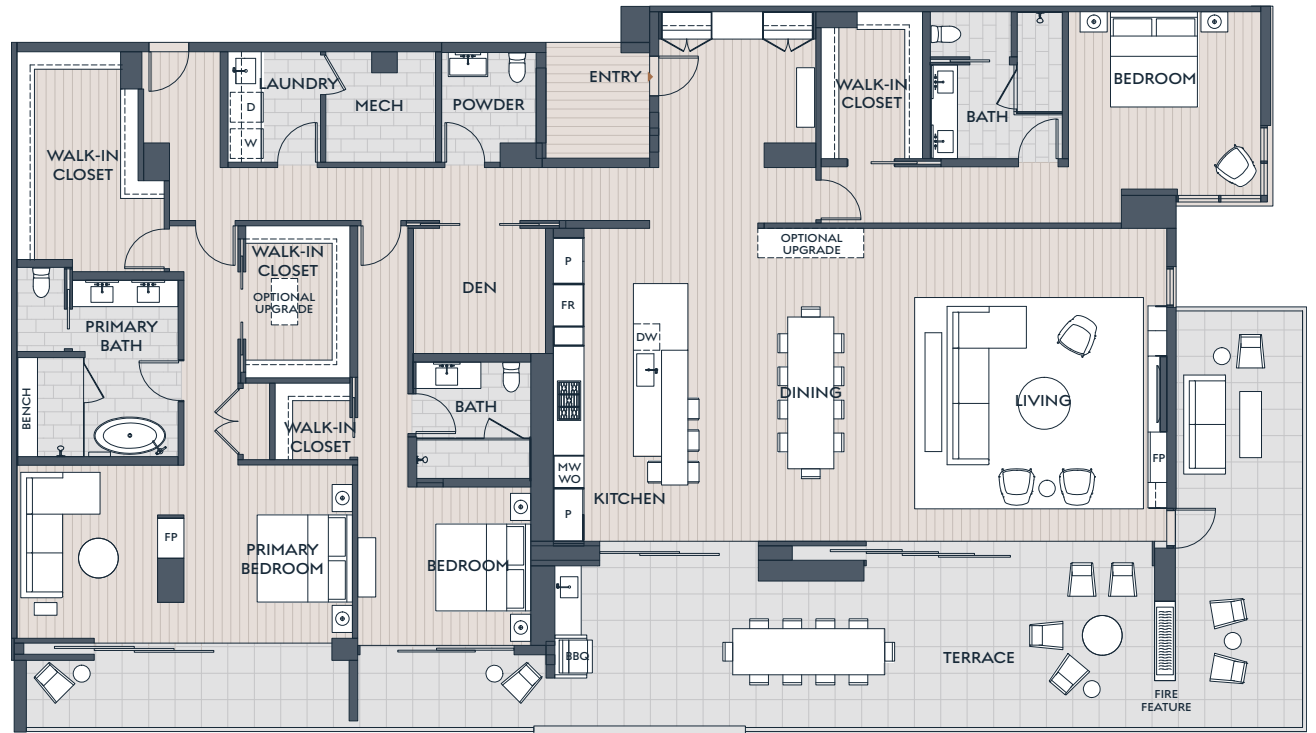 ENTRY
LAUNDRY
MECH
POWDER
D
W
WALK-IN
CLOSET
BATH
BEDROOM
WALK-IN
CLOSET
WALK-IN
CLOSET
OPTIONAL
UPGRADE
DEN
P
FR
OPTIONAL
UPGRADE
PRIMARY
BATH
BENCH
DW
DINING
LIVING
BATH
WALK-IN
CLOSET
MW
WO
P
KITCHEN
FP
FP
PRIMARY
BEDROOM
BEDROOM
BBQ
TERRACE
FIRE
FEATURE